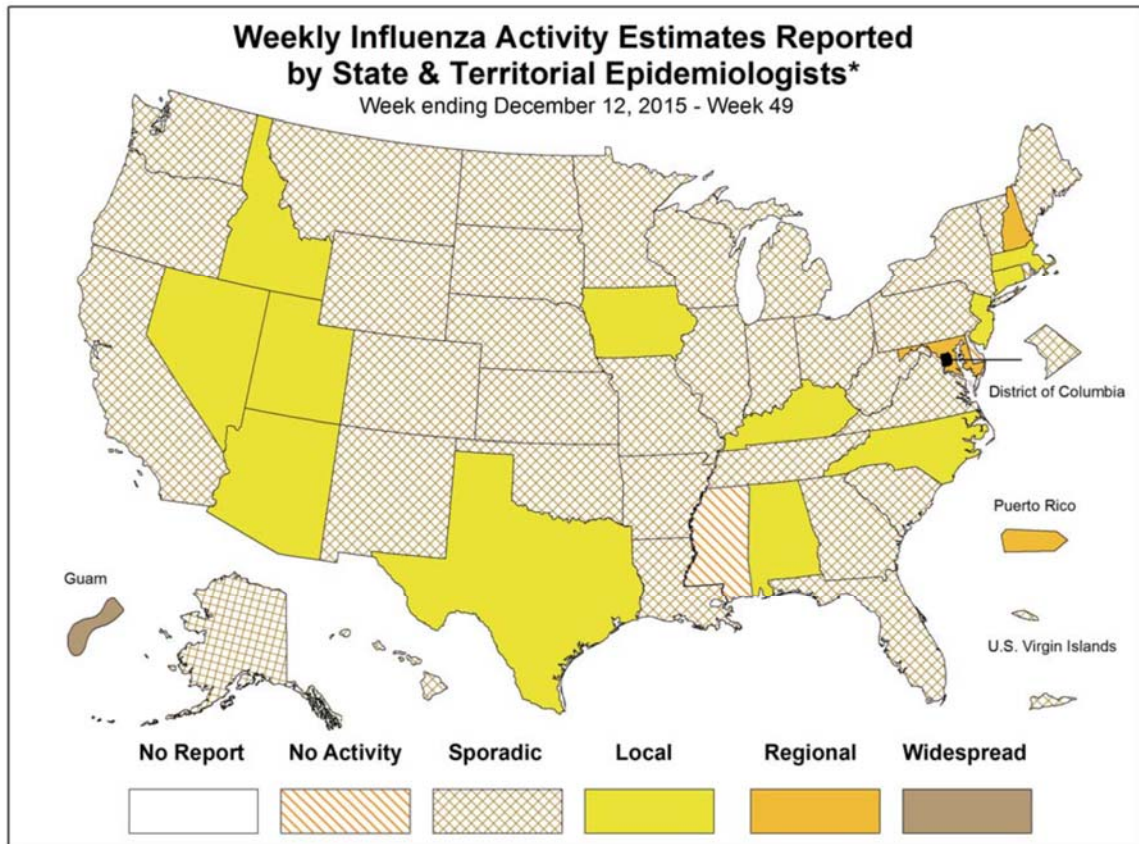 Weekly Influenza Activity Estimates Reported
by State & Territorial Epidemiologists*
Week ending December 12, 2015 - Week 49
District of Columbia
Puerto Rico
Guam
U.S. Virgin Islands
No Report No Activity Sporadic Local Regional Widespread